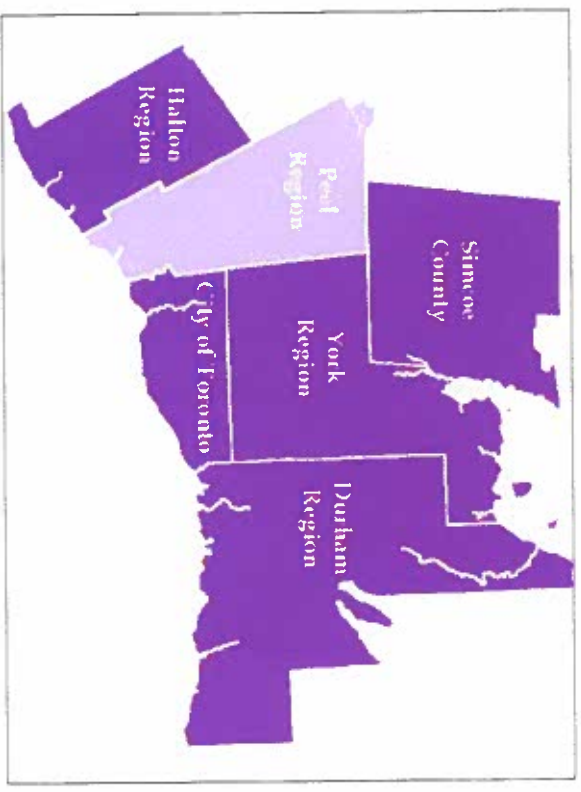 Simcoe
County
Peel
Region
York
Region
Durham
Region
Halton
Region
City of Toronto